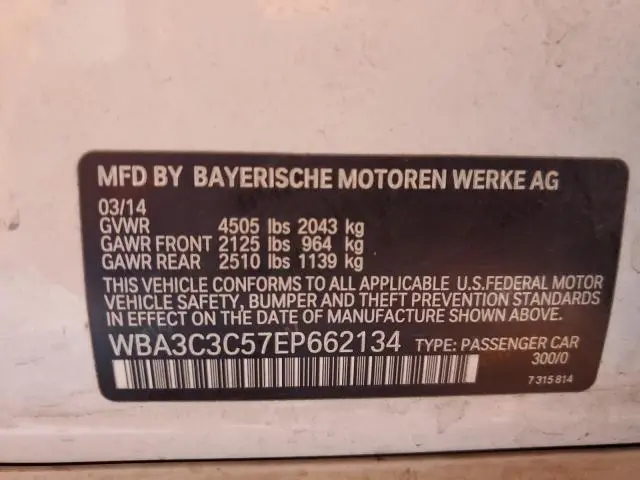 MFD BY BAYERISCHE MOTOREN WERKE AG
03/14
GVWR 4505 lbs 2043 kg
GAWR FRONT 2125 lbs 964 kg
GAWR REAR 2510 lbs 1139 kg
THIS VEHICLE CONFORMS TO ALL APPLICABLE U.S.FEDERAL MOTOR
VEHICLE SAFETY, BUMPER AND THEFT PREVENTION STANDARDS
IN EFFECT ON THE DATE OF MANUFACTURE SHOWN ABOVE.
WBA3C3C57EP662134 TYPE: PASSENGER CAR
300/0
7 315 814